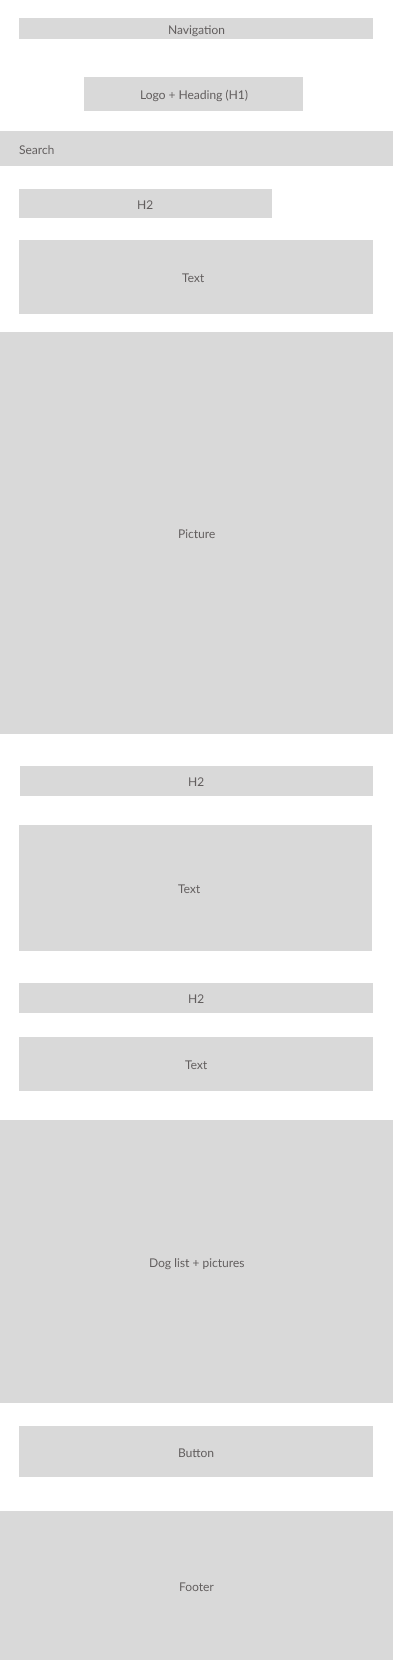 Navigation
Logo + Heading (H1)
Search
H2
Text
Picture
H2
Text
H2
Text
Dog list + pictures
Button
Footer